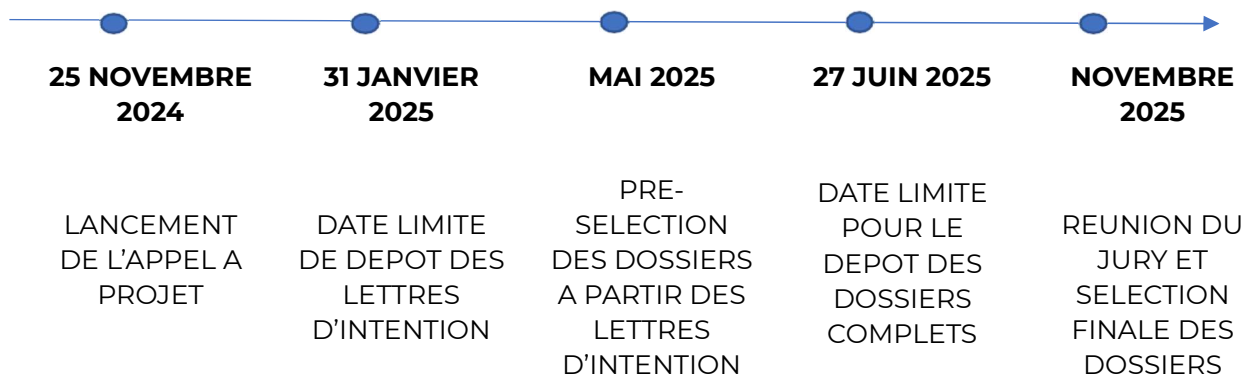 25 NOVEMBRE
2024
31 JANVIER
2025
MAI 2025
27 JUIN 2025
NOVEMBRE
2025
LANCEMENT
DE L’APPEL A
PROJET
DATE LIMITE
DE DEPOT DES
LETTRES
D’INTENTION
PRE-
SELECTION
DES DOSSIERS
A PARTIR DES
LETTRES
D’INTENTION
DATE LIMITE
POUR LE
DEPOT DES
DOSSIERS
COMPLETS
REUNION DU
JURY ET
SELECTION
FINALE DES
DOSSIERS